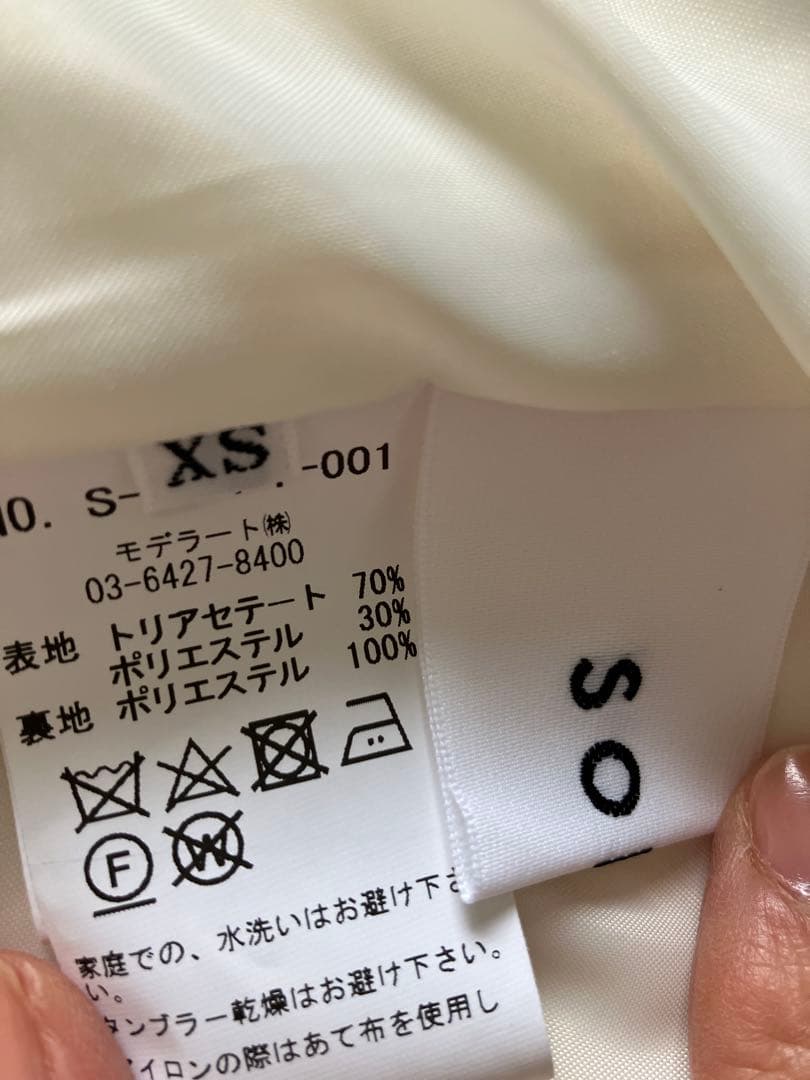 XS
NO. S- -001
モデラート㈱
03-6427-8400
表地 トリアセテート 70%
ポリエステル 30%
裏地 ポリエステル 100%
F
W
家庭での、水洗いはお避け下さ
い。
タンブラー乾燥はお避け下さい。
アイロンの際はあて布を使用し
SO